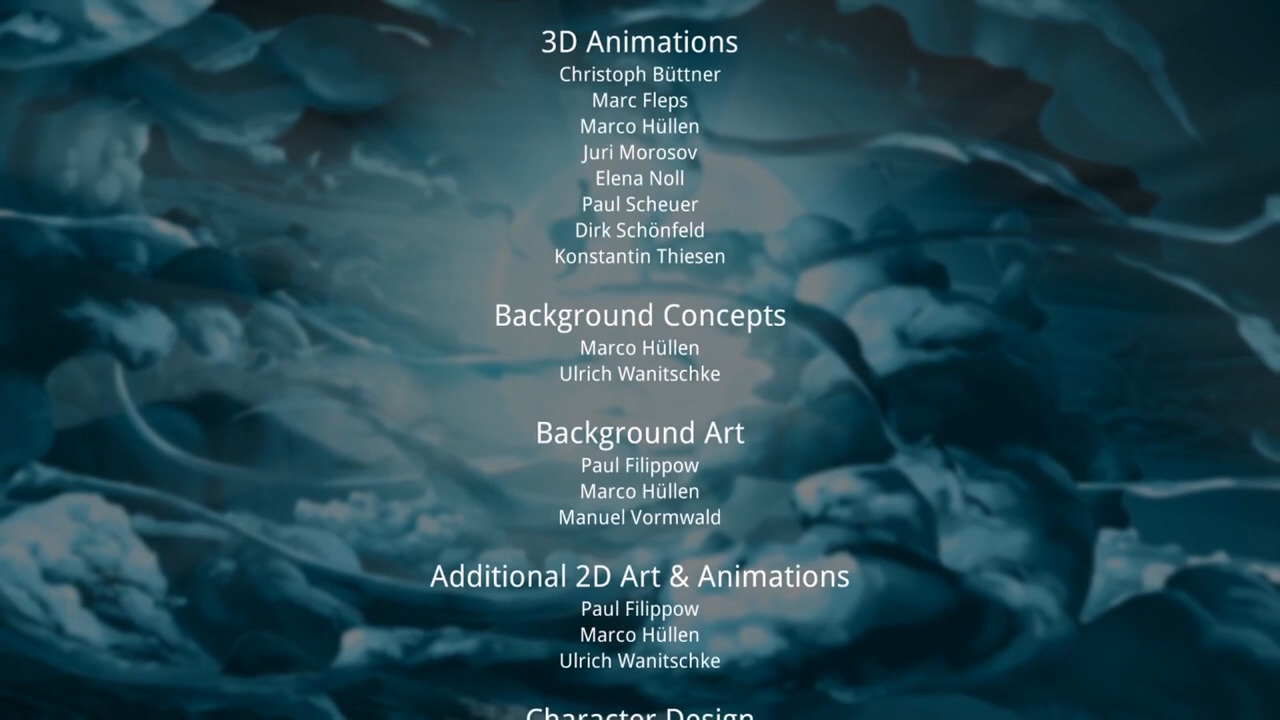 3D Animations
Christoph Büttner
Marc Fleps
Marco Hüllen
Juri Morosov
Elena Noll
Paul Scheuer
Dirk Schönfeld
Konstantin Thiesen
Background Concepts
Marco Hüllen
Ulrich Wanitschke
Background Art
Paul Filippow
Marco Hüllen
Manuel Vormwald
Additional 2D Art & Animations
Paul Filippow
Marco Hüllen
Ulrich Wanitschke
Character Design